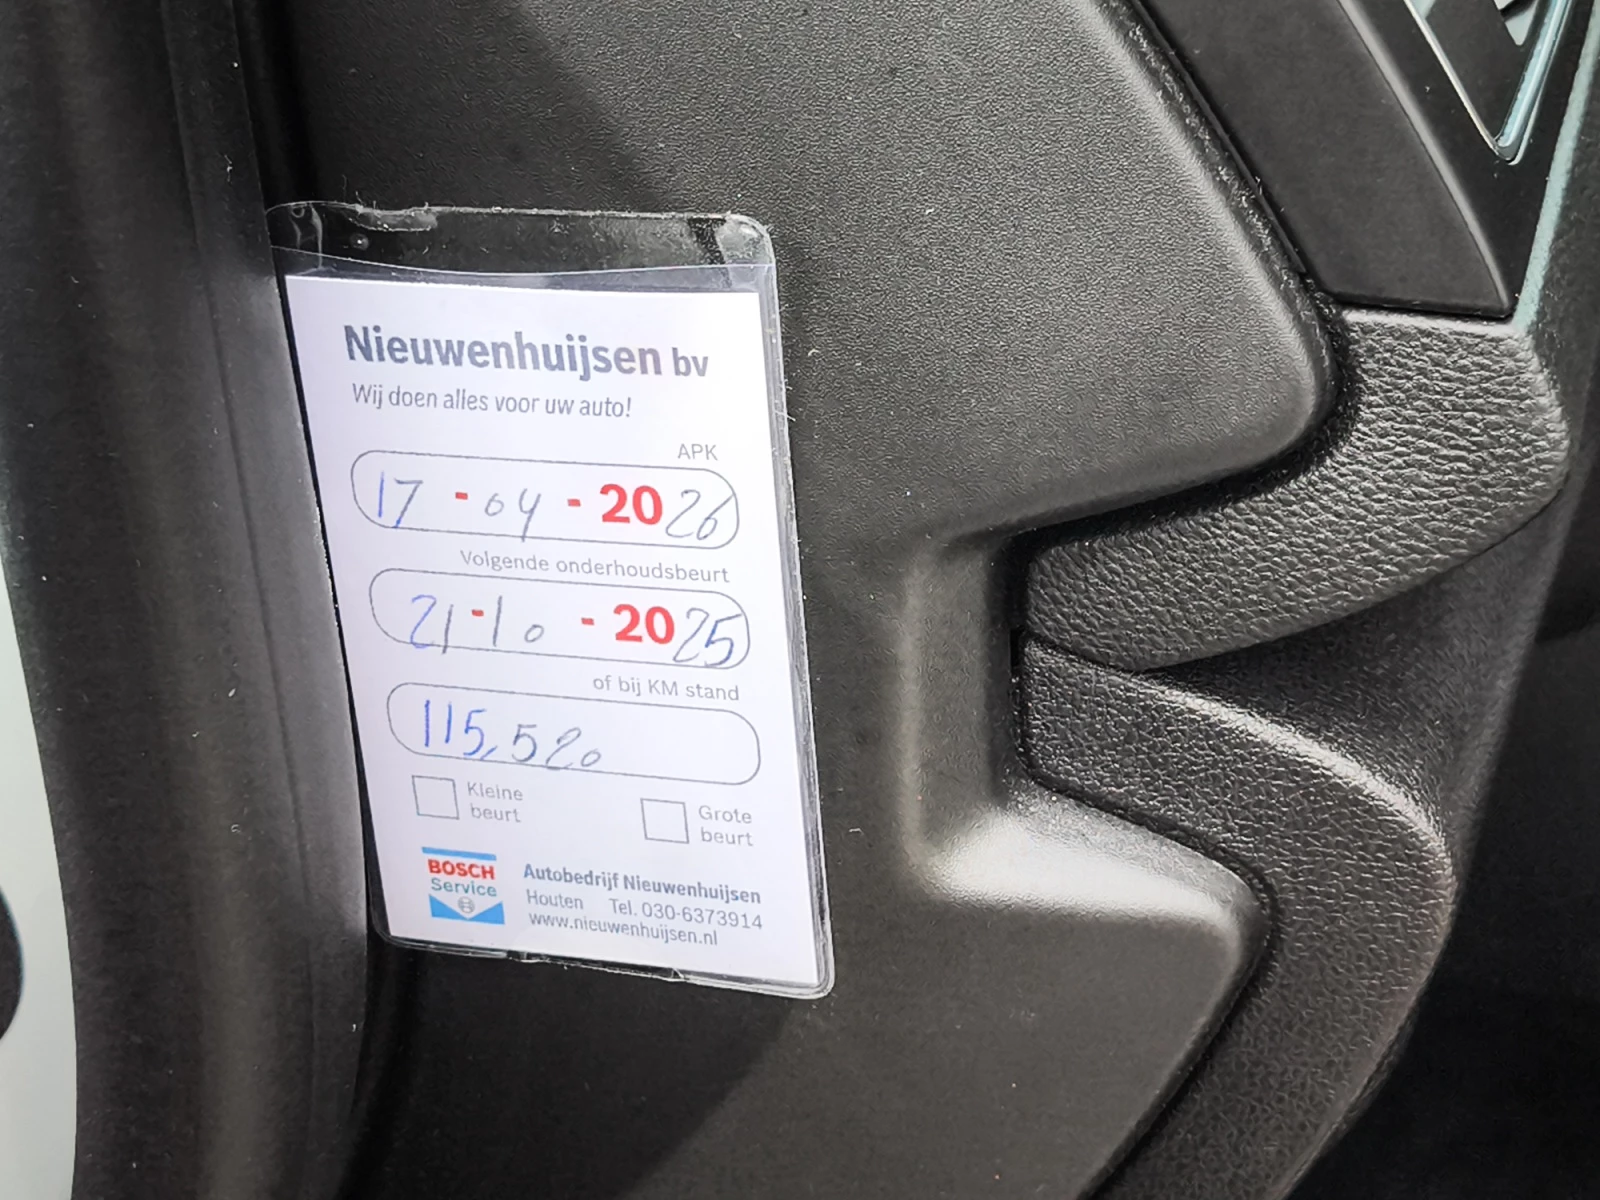 Nieuwenhuijsen bv
Wij doen alles voor uw auto!
APK
17 - 04 - 2026
Volgende onderhoudsbeurt
21 - 10 - 2025
of bij KM stand
115,520
Kleine beurt
Grote beurt
BOSCH
Service
Autobedrijf Nieuwenhuijsen
Houten Tel. 030-6373914
www.nieuwenhuijsen.nl